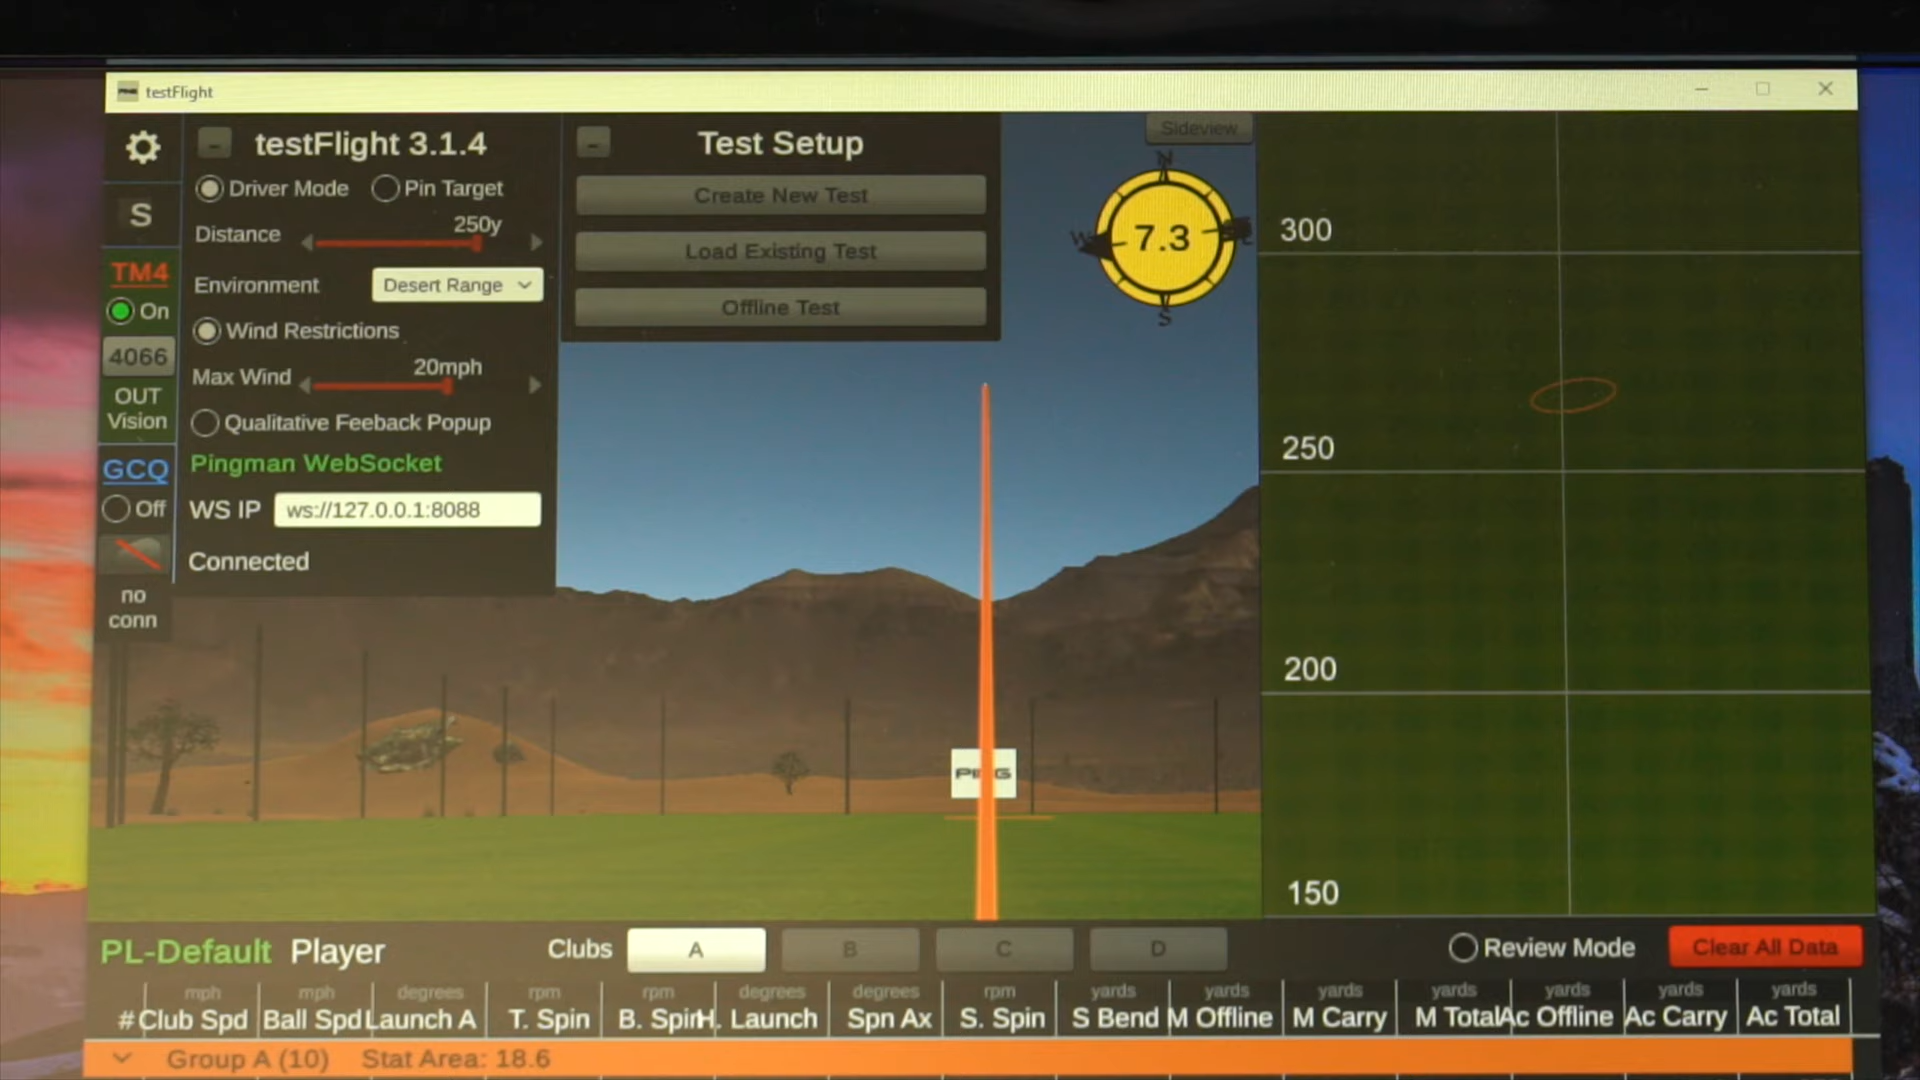 testFlight
testFlight 3.1.4
Driver Mode Pin Target
Distance 250y
Environment Desert Range
Wind Restrictions
Max Wind 20mph
Qualitative Feeback Popup
Pingman WebSocket
WS IP ws://127.0.0.1:8088
Connected
S
TM4
On
4066
OUT
Vision
GCQ
Off
no
conn
Test Setup
Create New Test
Load Existing Test
Offline Test
Sideview
N
W 7.3
S
300
250
200
150
PING
PL-Default Player Clubs A B C D Review Mode Clear All Data
mph mph degrees rpm rpm degrees degrees rpm yards yards yards yards yards yards yards
# Club Spd Ball Spd Launch A T. Spin B. Spin H. Launch Spn Ax S. Spin S Bend M Offline M Carry M Total Ac Offline Ac Carry Ac Total
Group A (10) Stat Area: 18.6